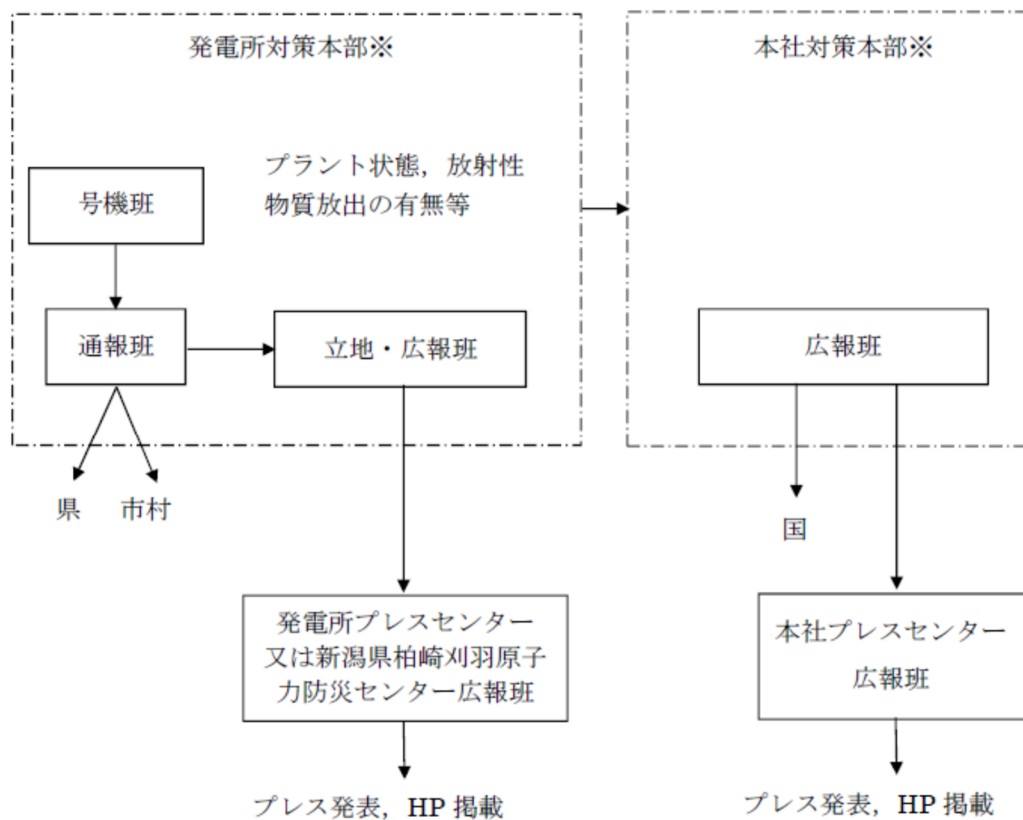 発電所対策本部※
本社対策本部※
プラント状態，放射性
物質放出の有無等
号機班
通報班
立地・広報班
広報班
県
市村
国
発電所プレスセンター
又は新潟県柏崎刈羽原子
力防災センター広報班
本社プレスセンター
広報班
プレス発表，HP 掲載
プレス発表，HP 掲載